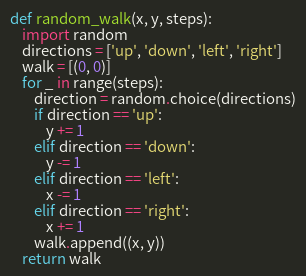 def random_walk(x, y, steps):
    import random
    directions = ['up', 'down', 'left', 'right']
    walk = [(0, 0)]
    for _ in range(steps):
        direction = random.choice(directions)
        if direction == 'up':
            y += 1
        elif direction == 'down':
            y -= 1
        elif direction == 'left':
            x -= 1
        elif direction == 'right':
            x += 1
        walk.append((x, y))
    return walk